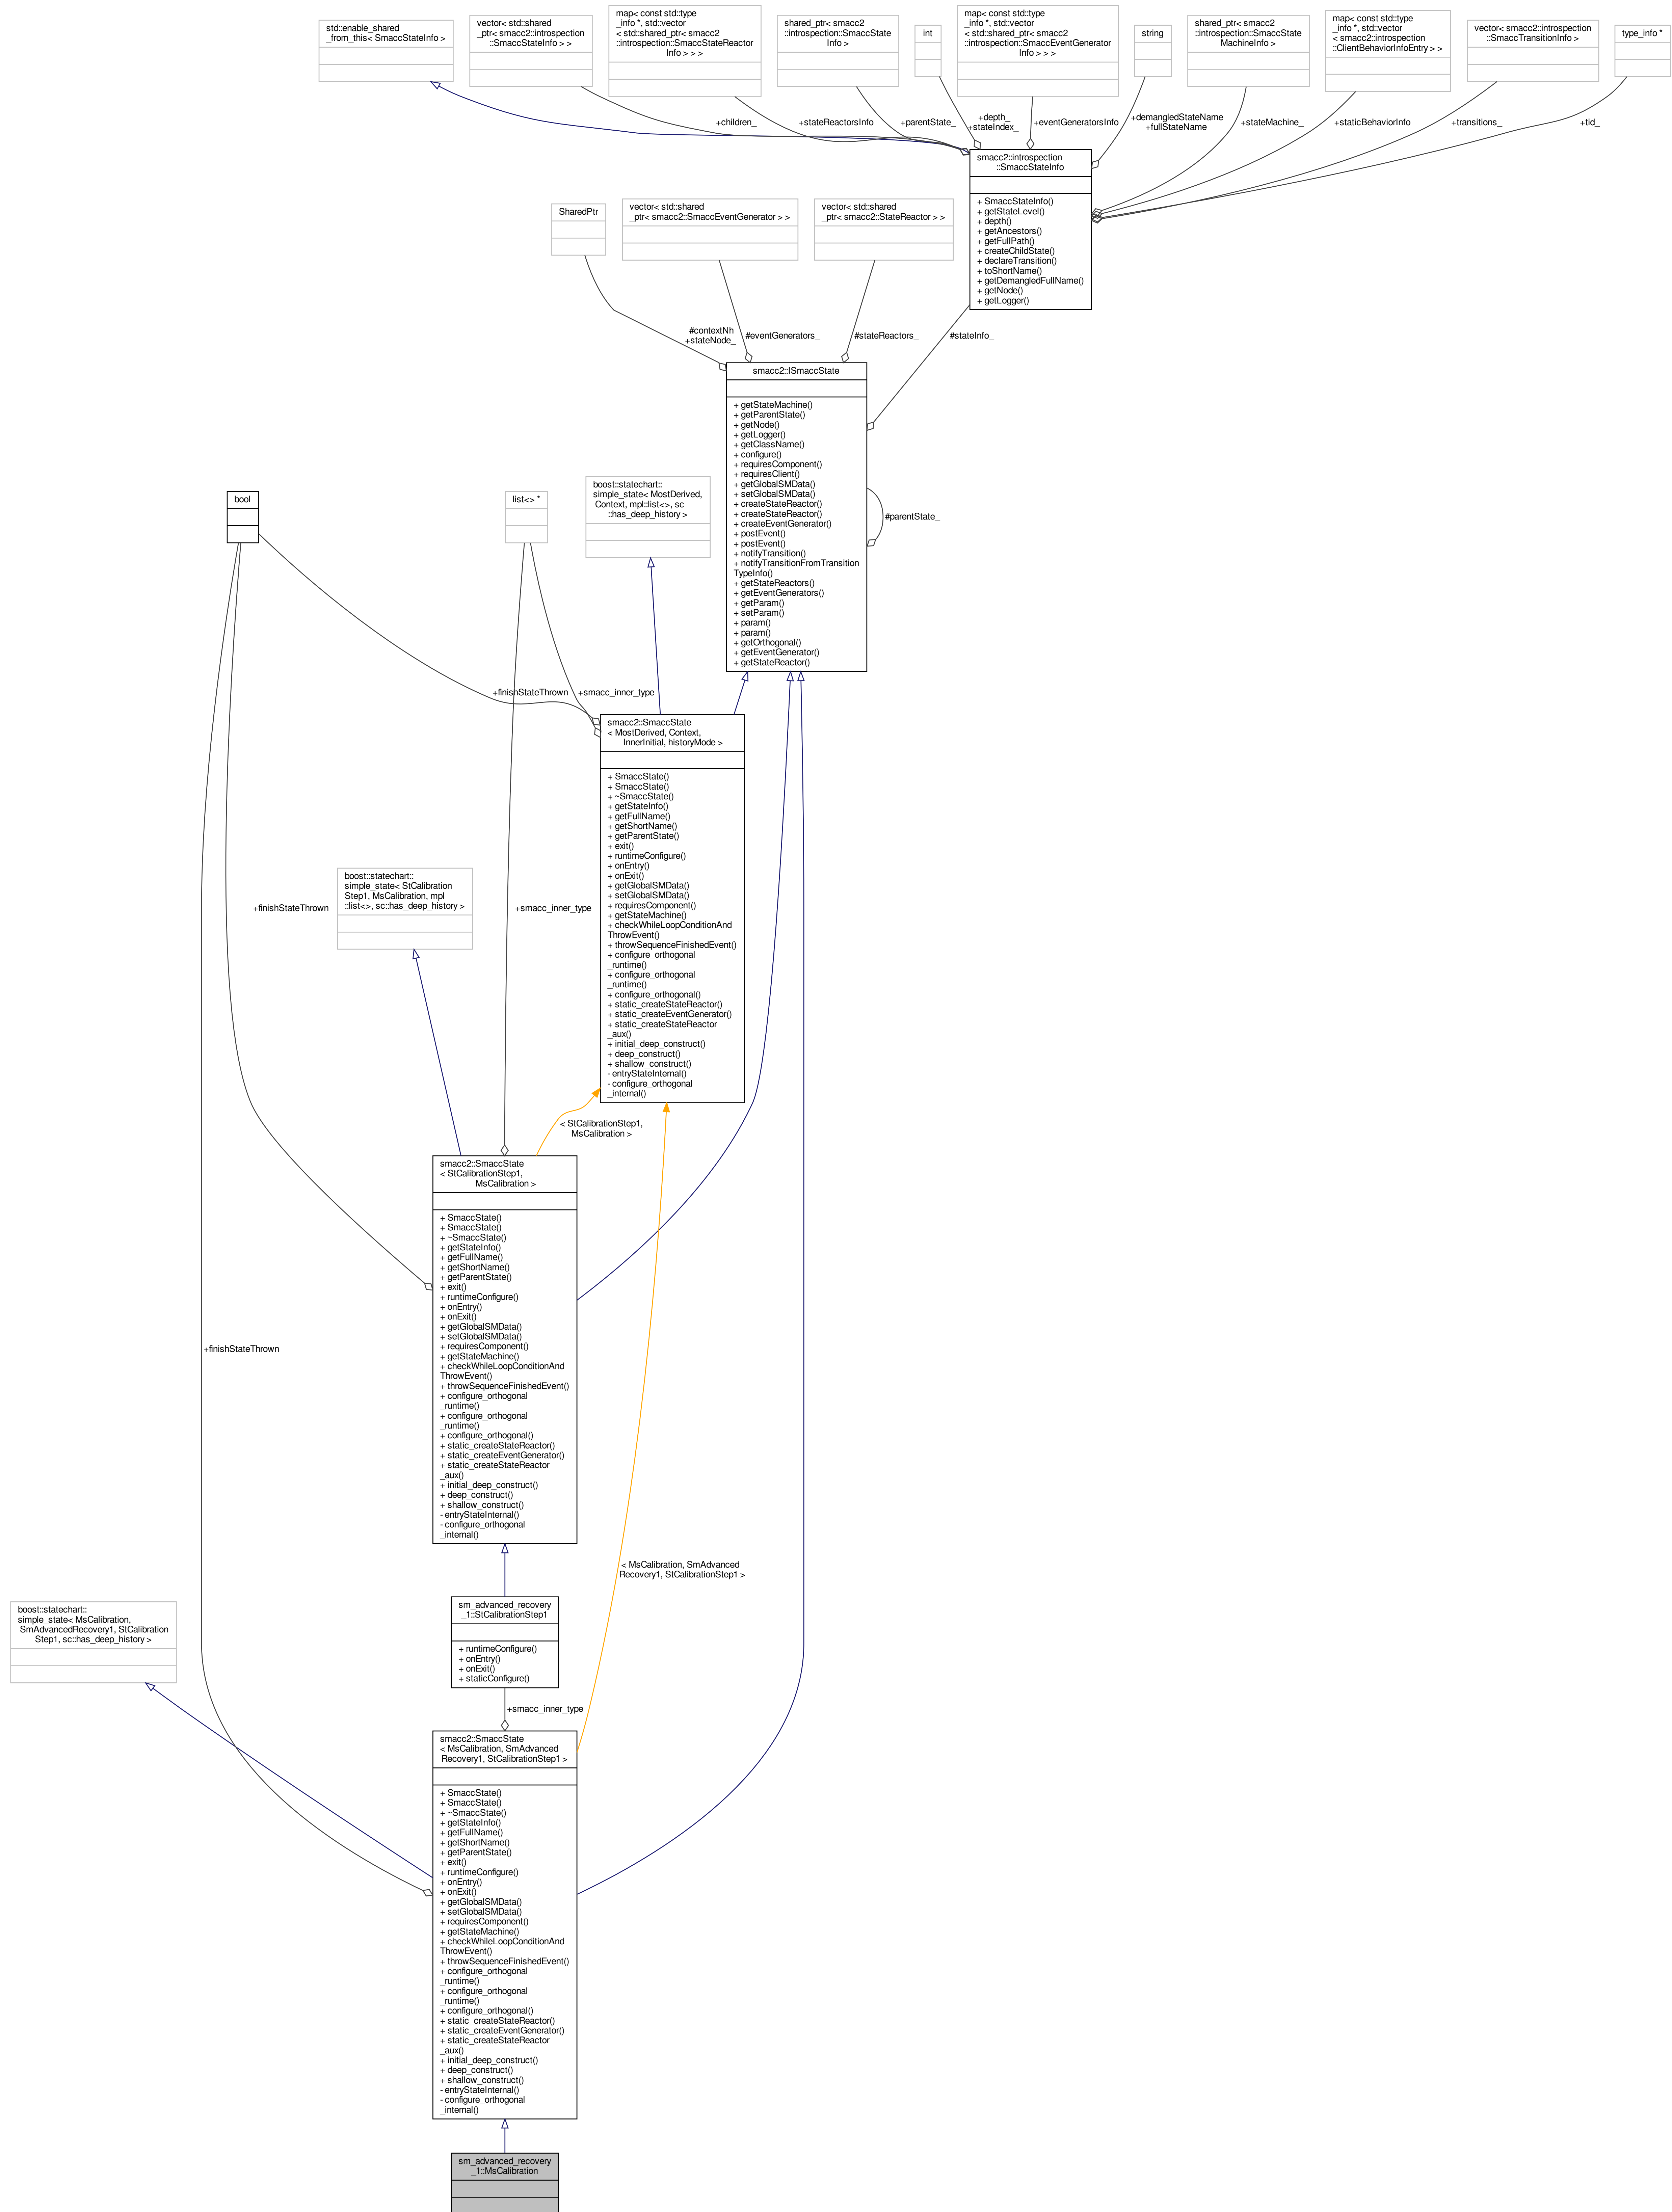 std::enable_shared
_from_this< SmaccStateInfo >
vector< std::shared
_ptr< smacc2::introspection
::SmaccStateInfo > >
map< const std::type
_info *, std::vector
< std::shared_ptr< smacc2
::introspection::SmaccStateReactor
Info > > >
shared_ptr< smacc2
::introspection::SmaccState
Info >
int
map< const std::type
_info *, std::vector
< std::shared_ptr< smacc2
::introspection::SmaccEventGenerator
Info > > >
string
shared_ptr< smacc2
::introspection::SmaccState
MachineInfo >
map< const std::type
_info *, std::vector
< smacc2::introspection
::ClientBehaviorInfoEntry > >
vector< smacc2::introspection
::SmaccTransitionInfo >
type_info *
+children_
+stateReactorsInfo
+parentState_
+depth_
+stateIndex_
+eventGeneratorsInfo
+demangledStateName
+fullStateName
+stateMachine_
+staticBehaviorInfo
+transitions_
+tid_
smacc2::introspection
::SmaccStateInfo
+ SmaccStateInfo()
+ getStateLevel()
+ depth()
+ getAncestors()
+ getFullPath()
+ createChildState()
+ declareTransition()
+ toShortName()
+ getDemangledFullName()
+ getNode()
+ getLogger()
SharedPtr
vector< std::shared
_ptr< smacc2::SmaccEventGenerator > >
vector< std::shared
_ptr< smacc2::StateReactor > >
#contextNh
+stateNode_
#eventGenerators_
#stateReactors_
#stateInfo_
smacc2::ISmaccState
+ getStateMachine()
+ getParentState()
+ getNode()
+ getLogger()
+ getClassName()
+ configure()
+ requiresComponent()
+ requiresClient()
+ getGlobalSMData()
+ setGlobalSMData()
+ createStateReactor()
+ createStateReactor()
+ createEventGenerator()
+ postEvent()
+ postEvent()
+ notifyTransition()
+ notifyTransitionFromTransition
TypeInfo()
+ getStateReactors()
+ getEventGenerators()
+ getParam()
+ setParam()
+ param()
+ param()
+ getOrthogonal()
+ getEventGenerator()
+ getStateReactor()
#parentState_
bool
list<> *
boost::statechart::
simple_state< MostDerived,
Context, mpl::list<>, sc
::has_deep_history >
+finishStateThrown
+smacc_inner_type
smacc2::SmaccState
< MostDerived, Context,
InnerInitial, historyMode >
+ SmaccState()
+ SmaccState()
+ ~SmaccState()
+ getStateInfo()
+ getFullName()
+ getShortName()
+ getParentState()
+ exit()
+ runtimeConfigure()
+ onEntry()
+ onExit()
+ getGlobalSMData()
+ setGlobalSMData()
+ requiresComponent()
+ getStateMachine()
+ checkWhileLoopConditionAnd
ThrowEvent()
+ throwSequenceFinishedEvent()
+ configure_orthogonal
_runtime()
+ configure_orthogonal
_runtime()
+ configure_orthogonal()
+ static_createStateReactor()
+ static_createEventGenerator()
+ static_createStateReactor
_aux()
+ initial_deep_construct()
+ deep_construct()
+ shallow_construct()
- entryStateInternal()
- configure_orthogonal
_internal()
boost::statechart::
simple_state< StCalibration
Step1, MsCalibration, mpl
::list<>, sc::has_deep_history >
+finishStateThrown
+smacc_inner_type
< StCalibrationStep1,
MsCalibration >
smacc2::SmaccState
< StCalibrationStep1,
MsCalibration >
+ SmaccState()
+ SmaccState()
+ ~SmaccState()
+ getStateInfo()
+ getFullName()
+ getShortName()
+ getParentState()
+ exit()
+ runtimeConfigure()
+ onEntry()
+ onExit()
+ getGlobalSMData()
+ setGlobalSMData()
+ requiresComponent()
+ getStateMachine()
+ checkWhileLoopConditionAnd
ThrowEvent()
+ throwSequenceFinishedEvent()
+ configure_orthogonal
_runtime()
+ configure_orthogonal
_runtime()
+ configure_orthogonal()
+ static_createStateReactor()
+ static_createEventGenerator()
+ static_createStateReactor
_aux()
+ initial_deep_construct()
+ deep_construct()
+ shallow_construct()
- entryStateInternal()
- configure_orthogonal
_internal()
+finishStateThrown
< MsCalibration, SmAdvanced
Recovery1, StCalibrationStep1 >
boost::statechart::
simple_state< MsCalibration,
SmAdvancedRecovery1, StCalibration
Step1, sc::has_deep_history >
sm_advanced_recovery
_1::StCalibrationStep1
+ runtimeConfigure()
+ onEntry()
+ onExit()
+ staticConfigure()
+smacc_inner_type
smacc2::SmaccState
< MsCalibration, SmAdvanced
Recovery1, StCalibrationStep1 >
+ SmaccState()
+ SmaccState()
+ ~SmaccState()
+ getStateInfo()
+ getFullName()
+ getShortName()
+ getParentState()
+ exit()
+ runtimeConfigure()
+ onEntry()
+ onExit()
+ getGlobalSMData()
+ setGlobalSMData()
+ requiresComponent()
+ getStateMachine()
+ checkWhileLoopConditionAnd
ThrowEvent()
+ throwSequenceFinishedEvent()
+ configure_orthogonal
_runtime()
+ configure_orthogonal
_runtime()
+ configure_orthogonal()
+ static_createStateReactor()
+ static_createEventGenerator()
+ static_createStateReactor
_aux()
+ initial_deep_construct()
+ deep_construct()
+ shallow_construct()
- entryStateInternal()
- configure_orthogonal
_internal()
sm_advanced_recovery
_1::MsCalibration